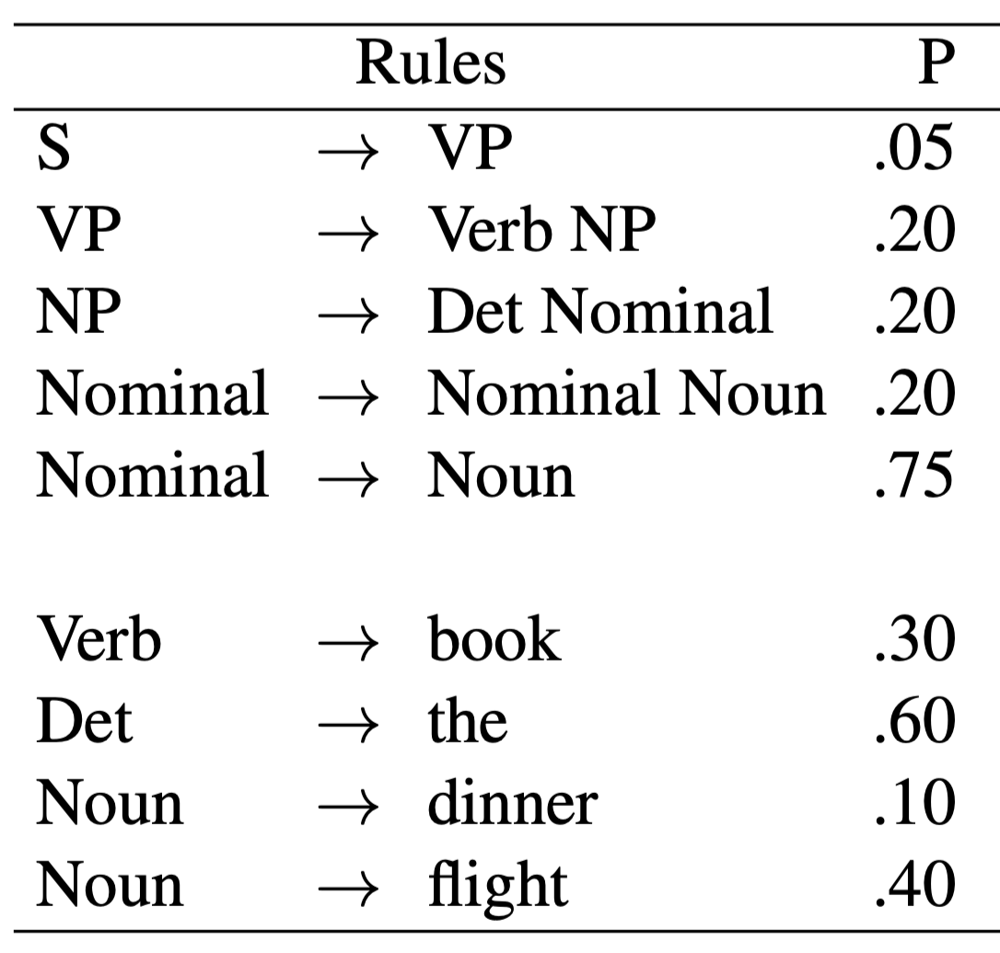 Rules P
S → VP .05
VP → Verb NP .20
NP → Det Nominal .20
Nominal → Nominal Noun .20
Nominal → Noun .75
Verb → book .30
Det → the .60
Noun → dinner .10
Noun → flight .40